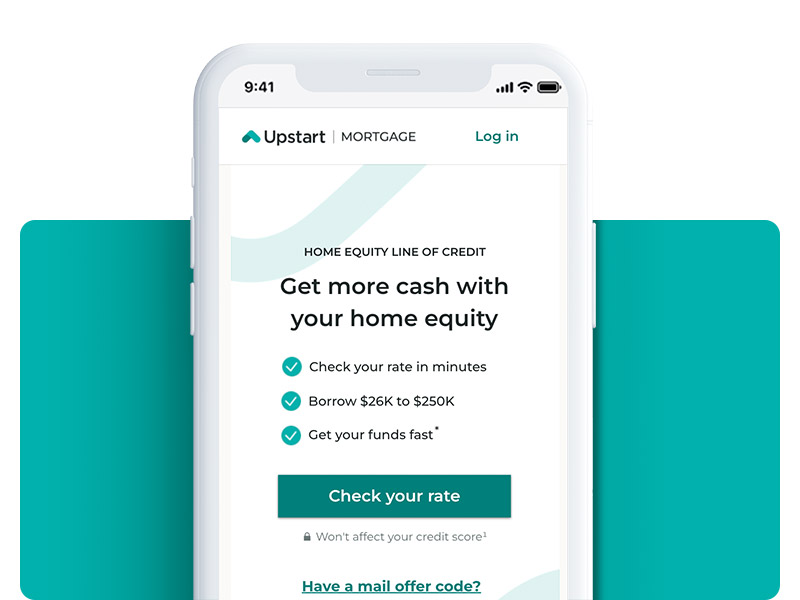 9:41
Upstart | MORTGAGE Log in
HOME EQUITY LINE OF CREDIT
Get more cash with
your home equity
Check your rate in minutes
Borrow $26K to $250K
Get your funds fast*
Check your rate
Won't affect your credit score¹
Have a mail offer code?